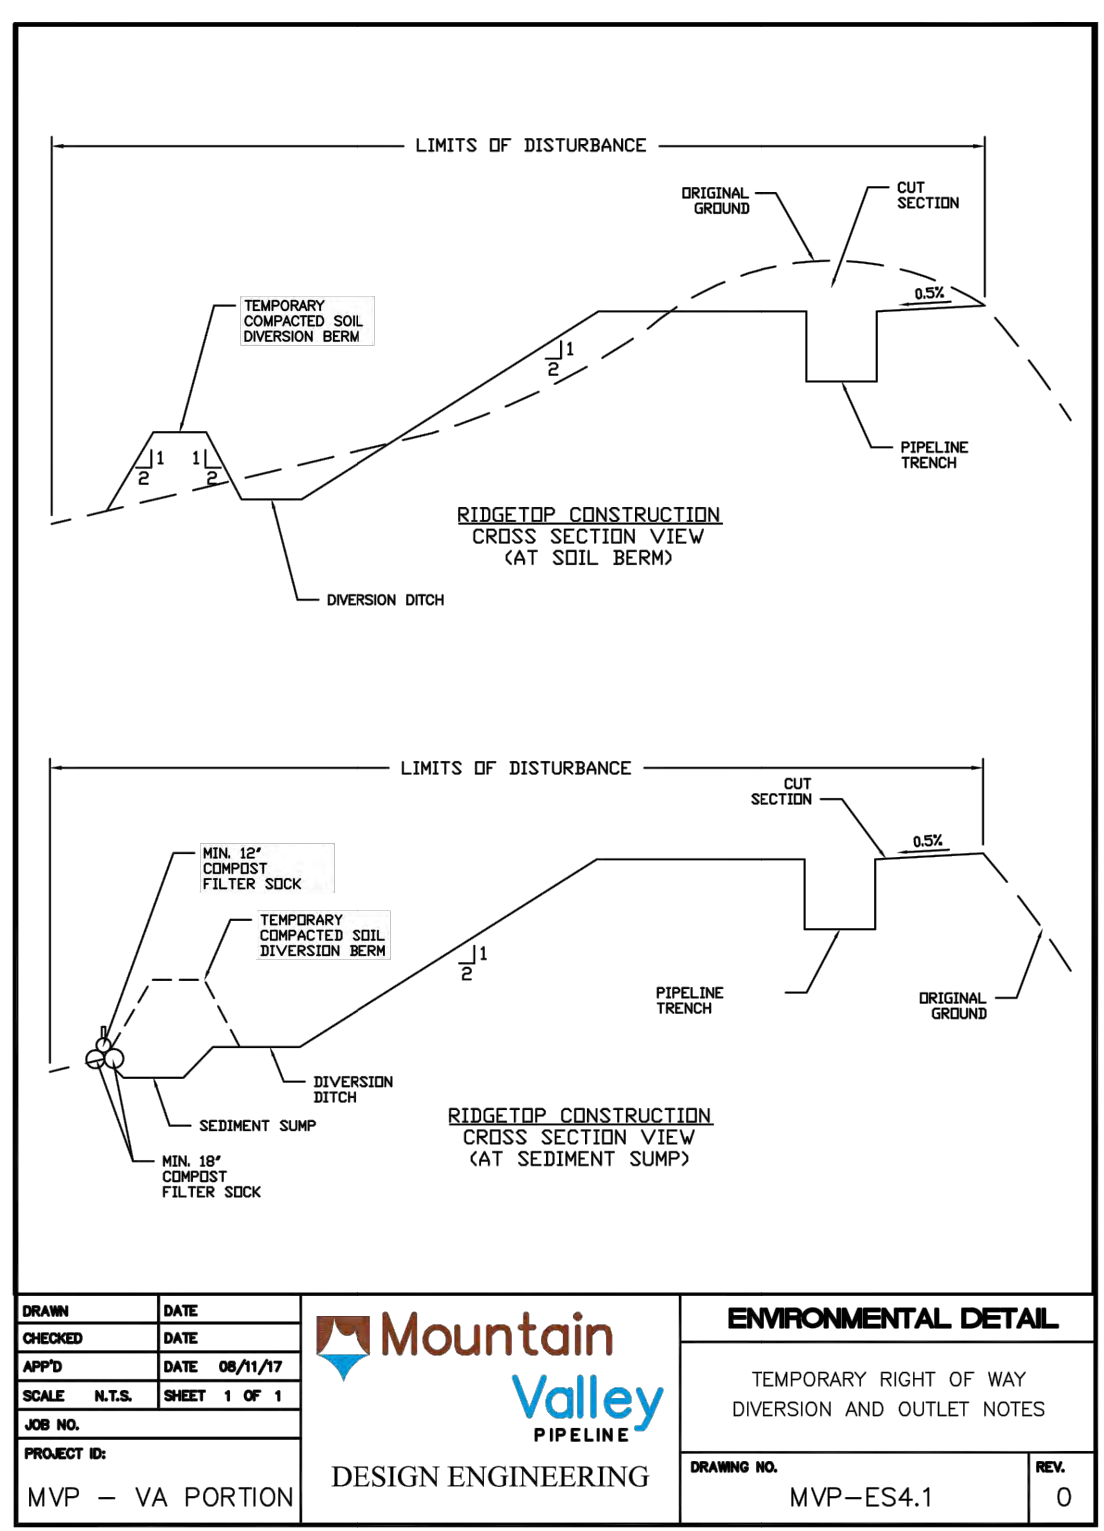 LIMITS OF DISTURBANCE
ORIGINAL
GROUND
CUT
SECTION
0.5%
TEMPORARY
COMPACTED SOIL
DIVERSION BERM
1
2
1
2
1
2
PIPELINE
TRENCH
RIDGETOP CONSTRUCTION
CROSS SECTION VIEW
(AT SOIL BERM)
DIVERSION DITCH
LIMITS OF DISTURBANCE
CUT
SECTION
0.5%
MIN. 12"
COMPOST
FILTER SOCK
TEMPORARY
COMPACTED SOIL
DIVERSION BERM
1
2
PIPELINE
TRENCH
ORIGINAL
GROUND
DIVERSION
DITCH
SEDIMENT SUMP
MIN. 18"
COMPOST
FILTER SOCK
RIDGETOP CONSTRUCTION
CROSS SECTION VIEW
(AT SEDIMENT SUMP)
DRAWN DATE
CHECKED DATE
APP'D DATE 08/11/17
SCALE N.T.S. SHEET 1 OF 1
JOB NO.
PROJECT ID:
MVP - VA PORTION
Mountain
Valley
PIPELINE
DESIGN ENGINEERING
ENVIRONMENTAL DETAIL
TEMPORARY RIGHT OF WAY
DIVERSION AND OUTLET NOTES
DRAWING NO.
MVP-ES4.1
REV.
0